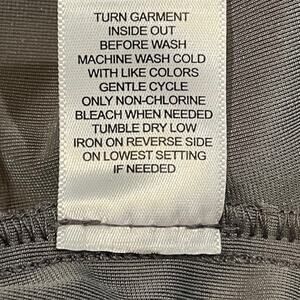 TURN GARMENT
INSIDE OUT
BEFORE WASH
MACHINE WASH COLD
WITH LIKE COLORS
GENTLE CYCLE
ONLY NON-CHLORINE
BLEACH WHEN NEEDED
TUMBLE DRY LOW
IRON ON REVERSE SIDE
ON LOWEST SETTING
IF NEEDED